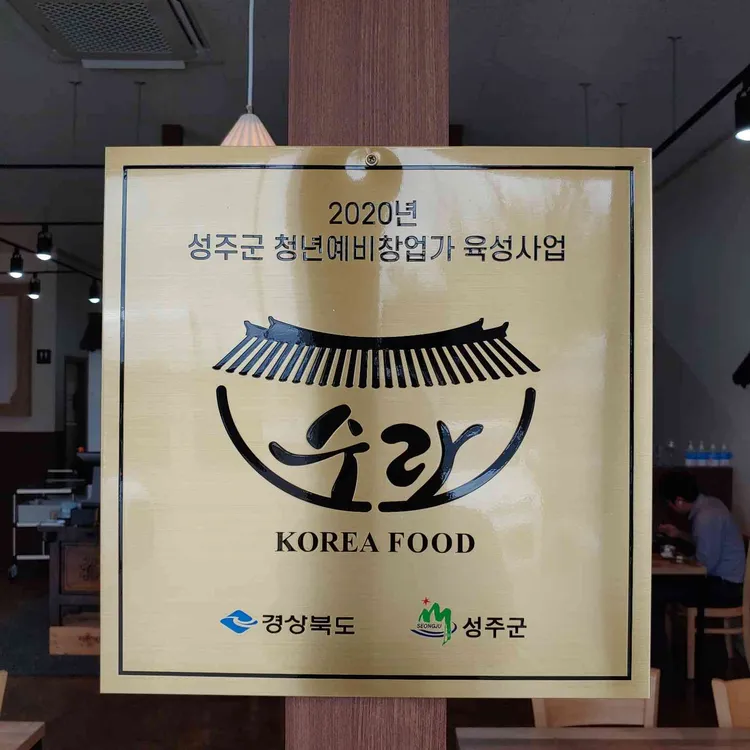 2020년
성주군 청년예비창업가 육성사업
수라
KOREA FOOD
경상북도
SEONGJU 성주군